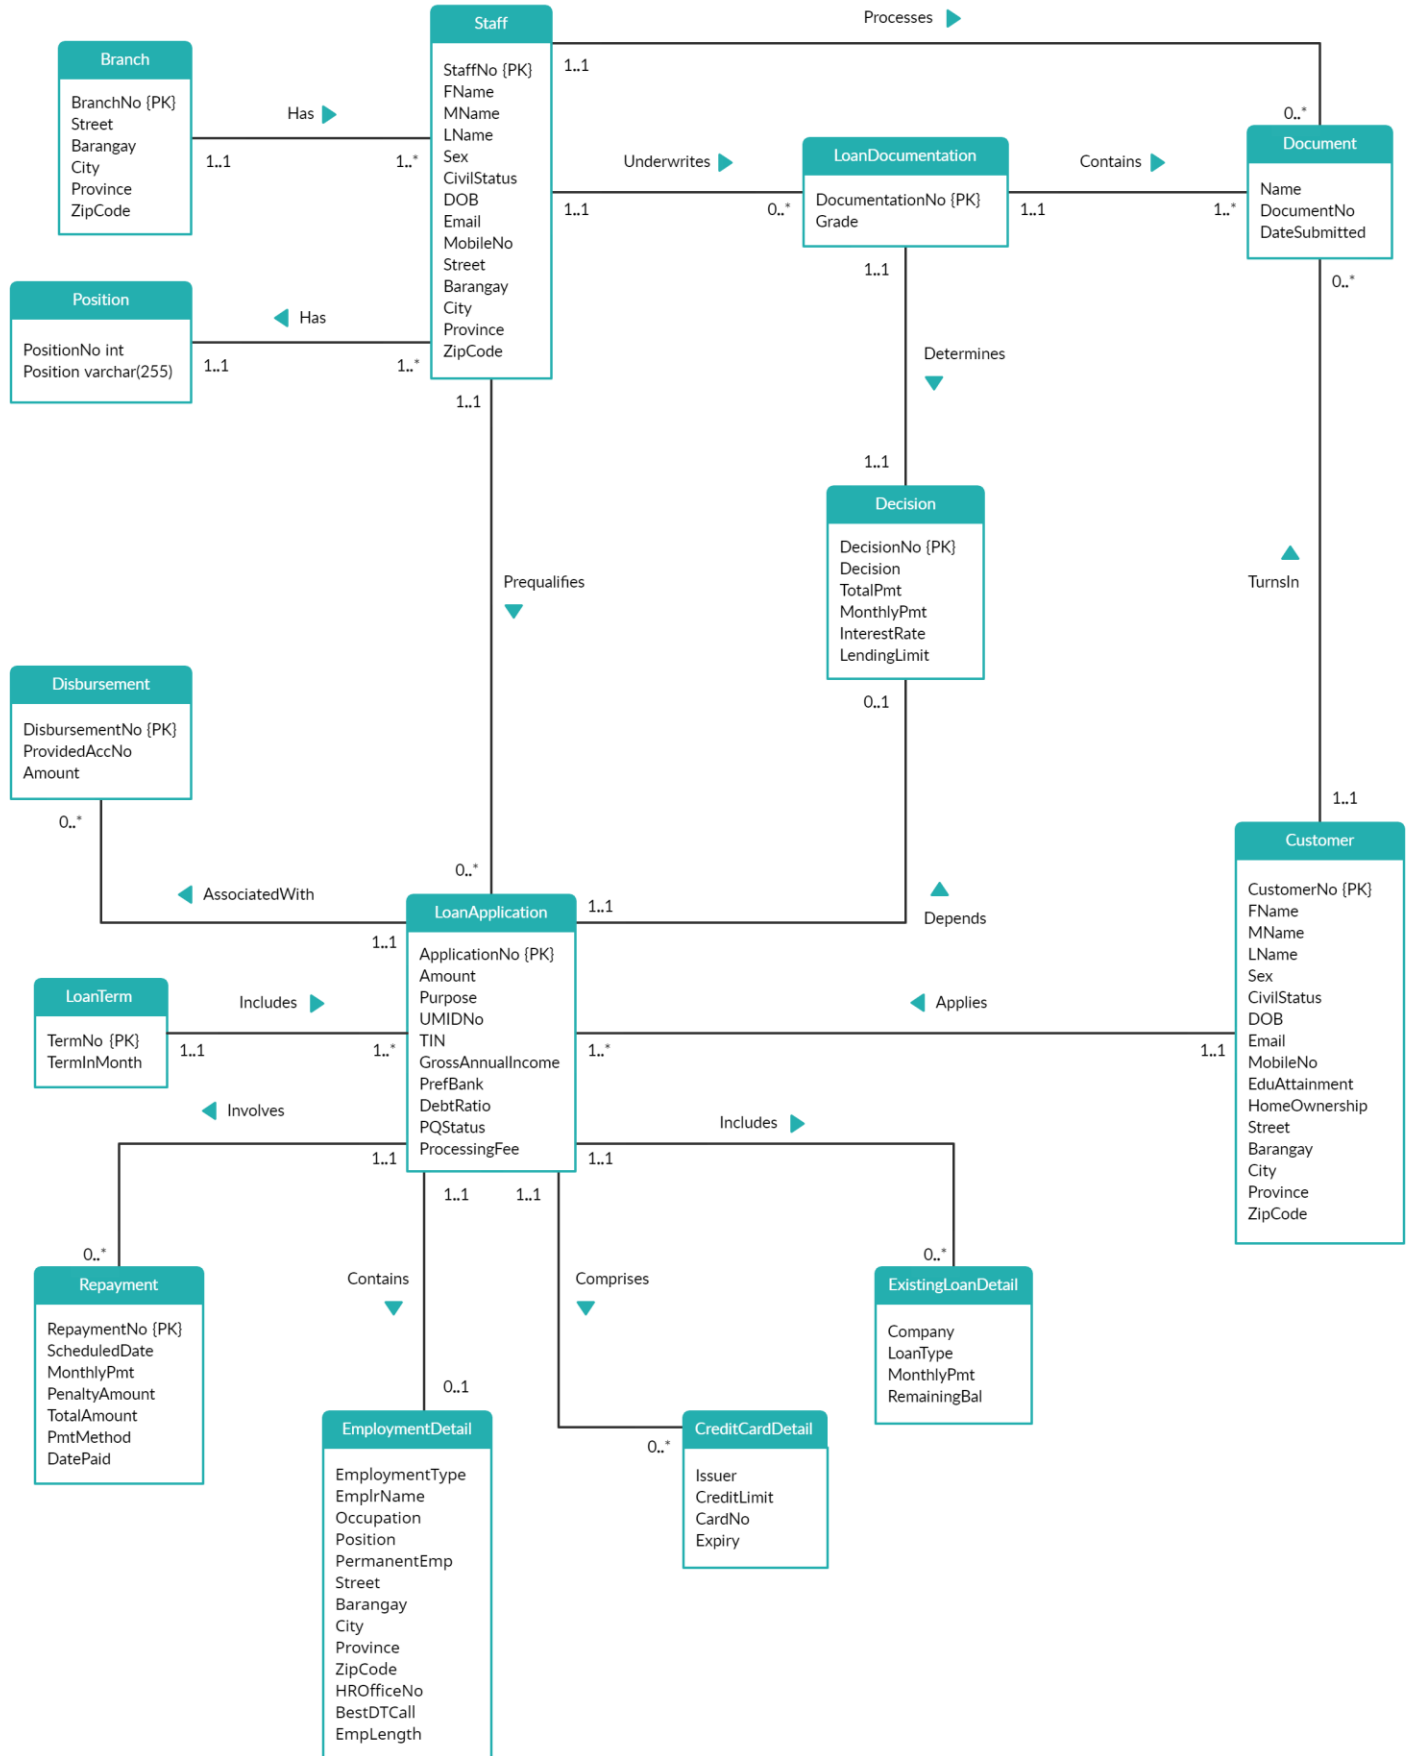 Processes
Staff
1..1
0..*
StaffNo {PK}
FName
MName
LName
Sex
CivilStatus
DOB
Email
MobileNo
Street
Barangay
City
Province
ZipCode
Branch
BranchNo {PK}
Street
Barangay
City
Province
ZipCode
Has
1..1
1..*
Underwrites
1..1
0..*
LoanDocumentation
DocumentationNo {PK}
Grade
Contains
1..1
1..*
Document
Name
DocumentNo
DateSubmitted
0..*
Position
PositionNo int
Position varchar(255)
Has
1..1
1..*
1..1
1..1
Determines
1..1
Decision
DecisionNo {PK}
Decision
TotalPmt
MonthlyPmt
InterestRate
LendingLimit
0..1
Prequalifies
0..*
TurnsIn
1..1
Disbursement
DisbursementNo {PK}
ProvidedAccNo
Amount
0..*
AssociatedWith
1..1
1..1
Depends
LoanApplication
ApplicationNo {PK}
Amount
Purpose
UMIDNo
TIN
GrossAnnualIncome
PrefBank
DebtRatio
PQStatus
ProcessingFee
Customer
CustomerNo {PK}
FName
MName
LName
Sex
CivilStatus
DOB
Email
MobileNo
EduAttainment
HomeOwnership
Street
Barangay
City
Province
ZipCode
LoanTerm
TermNo {PK}
TermInMonth
Includes
1..1
1..*
Applies
1..*
1..1
Involves
1..1
0..*
Includes
1..1
0..*
1..1
1..1
Repayment
RepaymentNo {PK}
ScheduledDate
MonthlyPmt
PenaltyAmount
TotalAmount
PmtMethod
DatePaid
Contains
0..1
Comprises
0..*
ExistingLoanDetail
Company
LoanType
MonthlyPmt
RemainingBal
EmploymentDetail
EmploymentType
EmplrName
Occupation
Position
PermanentEmp
Street
Barangay
City
Province
ZipCode
HROfficeNo
BestDTCall
EmpLength
CreditCardDetail
Issuer
CreditLimit
CardNo
Expiry